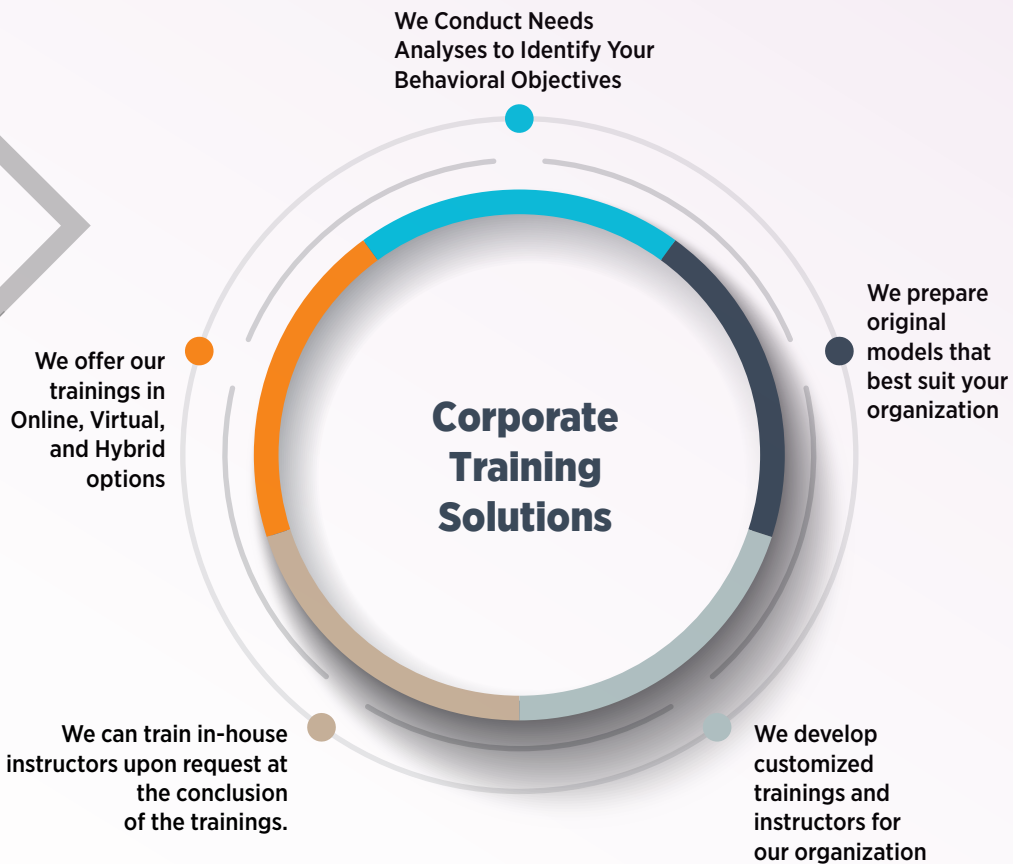 We Conduct Needs
Analyses to Identify Your
Behavioral Objectives
We prepare
original
models that
best suit your
organization
We develop
customized
trainings and
instructors for
our organization
We can train in-house
instructors upon request at
the conclusion
of the trainings.
We offer our
trainings in
Online, Virtual,
and Hybrid
options
Corporate
Training
Solutions